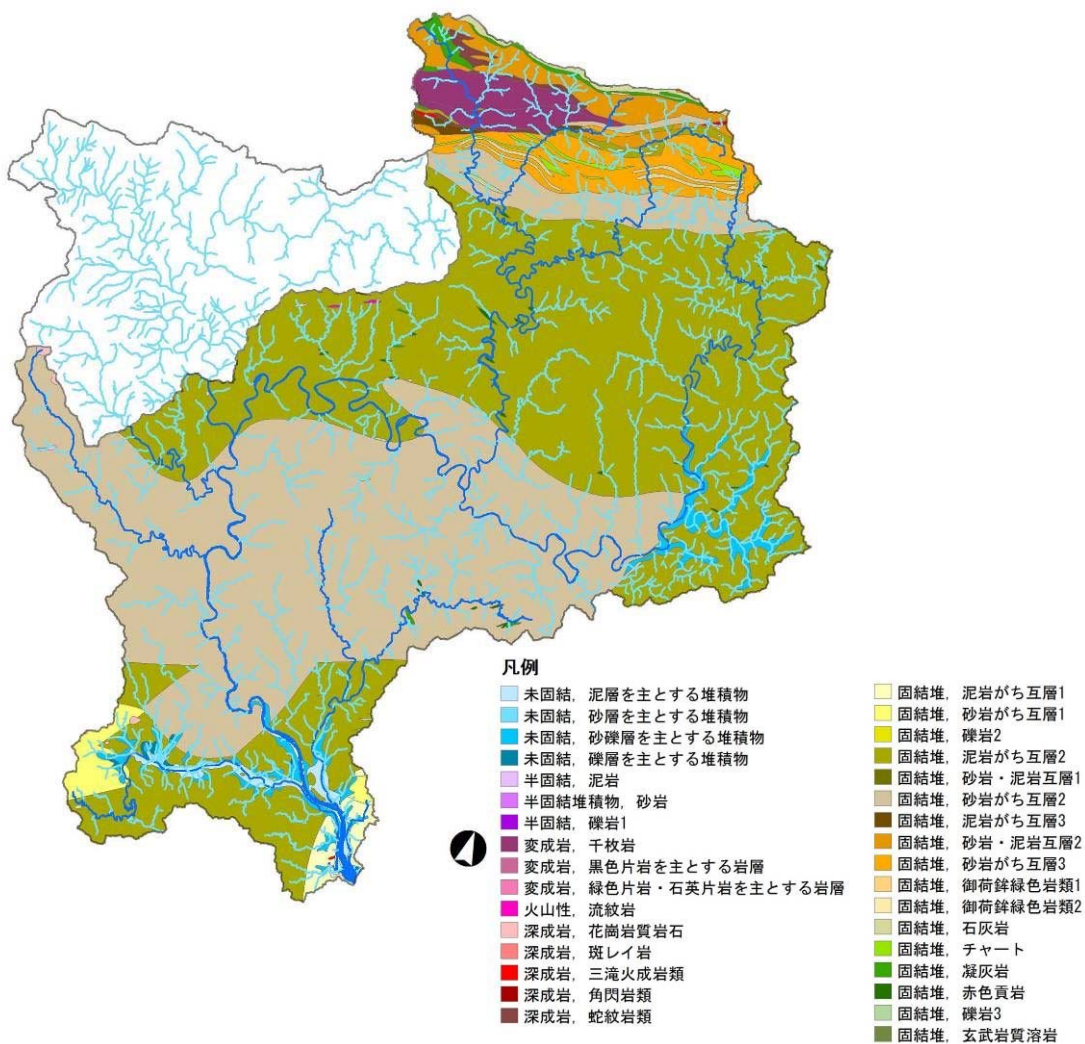 凡例
未固結, 泥層を主とする堆積物
未固結, 砂層を主とする堆積物
未固結, 砂礫層を主とする堆積物
未固結, 礫層を主とする堆積物
半固結, 泥岩
半固結堆積物, 砂岩
半固結, 礫岩1
変成岩, 千枚岩
変成岩, 黒色片岩を主とする岩層
変成岩, 緑色片岩・石英片岩を主とする岩層
火山性, 流紋岩
深成岩, 花崗岩質岩石
深成岩, 斑レイ岩
深成岩, 三滝火成岩類
深成岩, 角閃岩類
深成岩, 蛇紋岩類
固結堆, 泥岩がち互層1
固結堆, 砂岩がち互層1
固結堆, 礫岩2
固結堆, 泥岩がち互層2
固結堆, 砂岩・泥岩互層1
固結堆, 砂岩がち互層2
固結堆, 泥岩がち互層3
固結堆, 砂岩・泥岩互層2
固結堆, 砂岩がち互層3
固結堆, 御荷鉾緑色岩類1
固結堆, 御荷鉾緑色岩類2
固結堆, 石灰岩
固結堆, チャート
固結堆, 凝灰岩
固結堆, 赤色頁岩
固結堆, 礫岩3
固結堆, 玄武岩質溶岩